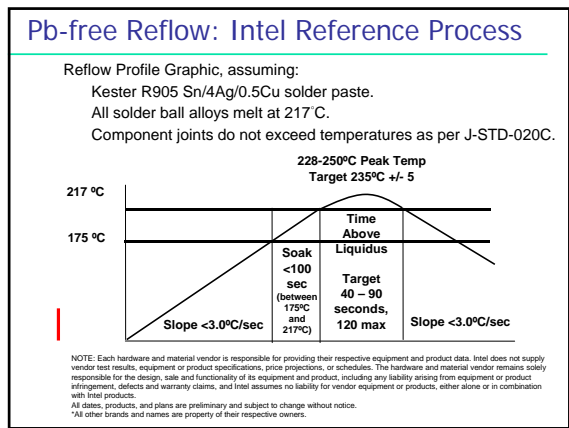 Pb-free Reflow: Intel Reference Process
Reflow Profile Graphic, assuming:
Kester R905 Sn/4Ag/0.5Cu solder paste.
All solder ball alloys melt at 217°C.
Component joints do not exceed temperatures as per J-STD-020C.
228-250ºC Peak Temp
Target 235ºC +/- 5
217 ºC
175 ºC
Soak
<100
sec
(between
175ºC
and
217ºC)
Time
Above
Liquidus
Target
40 – 90
seconds,
120 max
Slope <3.0ºC/sec
Slope <3.0ºC/sec
NOTE: Each hardware and material vendor is responsible for providing their respective equipment and product data. Intel does not supply
vendor test results, equipment or product specifications, price projections, or schedules. The hardware and material vendor remains solely
responsible for the design, sale and functionality of its equipment and product, including any liability arising from equipment or product
infringement, defects and warranty claims, and Intel assumes no liability for vendor equipment or products, either alone or in combination
with Intel products.
All dates, products, and plans are preliminary and subject to change without notice.
*All other brands and names are property of their respective owners.